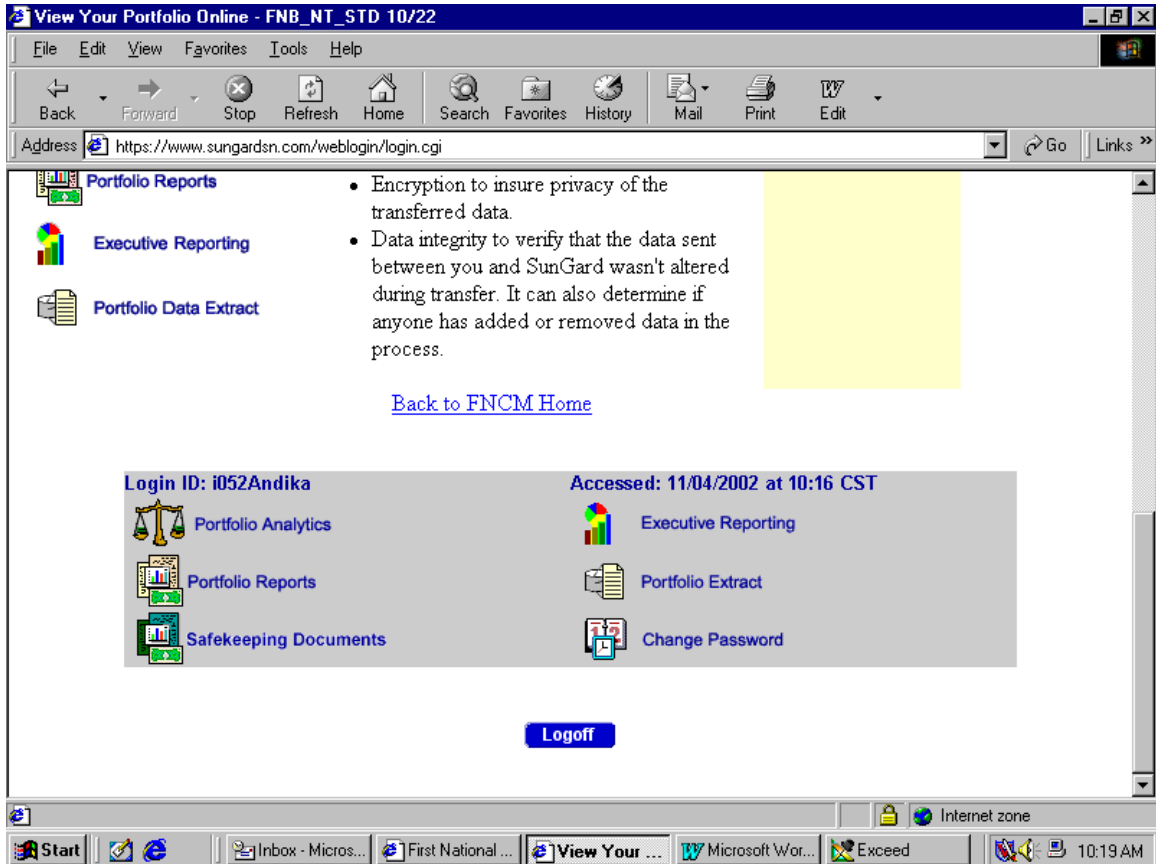 View Your Portfolio Online - FNB_NT_STD 10/22
File Edit View Favorites Tools Help
Back Forward Stop Refresh Home Search Favorites History Mail Print Edit
Address https://www.sungardsn.com/weblogin/login.cgi Go Links »
Portfolio Reports
Executive Reporting
Portfolio Data Extract
• Encryption to insure privacy of the
transferred data.
• Data integrity to verify that the data sent
between you and SunGard wasn't altered
during transfer. It can also determine if
anyone has added or removed data in the
process.
Back to FNCM Home
Login ID: i052Andika Accessed: 11/04/2002 at 10:16 CST
Portfolio Analytics Executive Reporting
Portfolio Reports Portfolio Extract
Safekeeping Documents Change Password
Logoff
Internet zone
Start Inbox - Micros... First National ... View Your ... Microsoft Wor... Exceed 10:19 AM